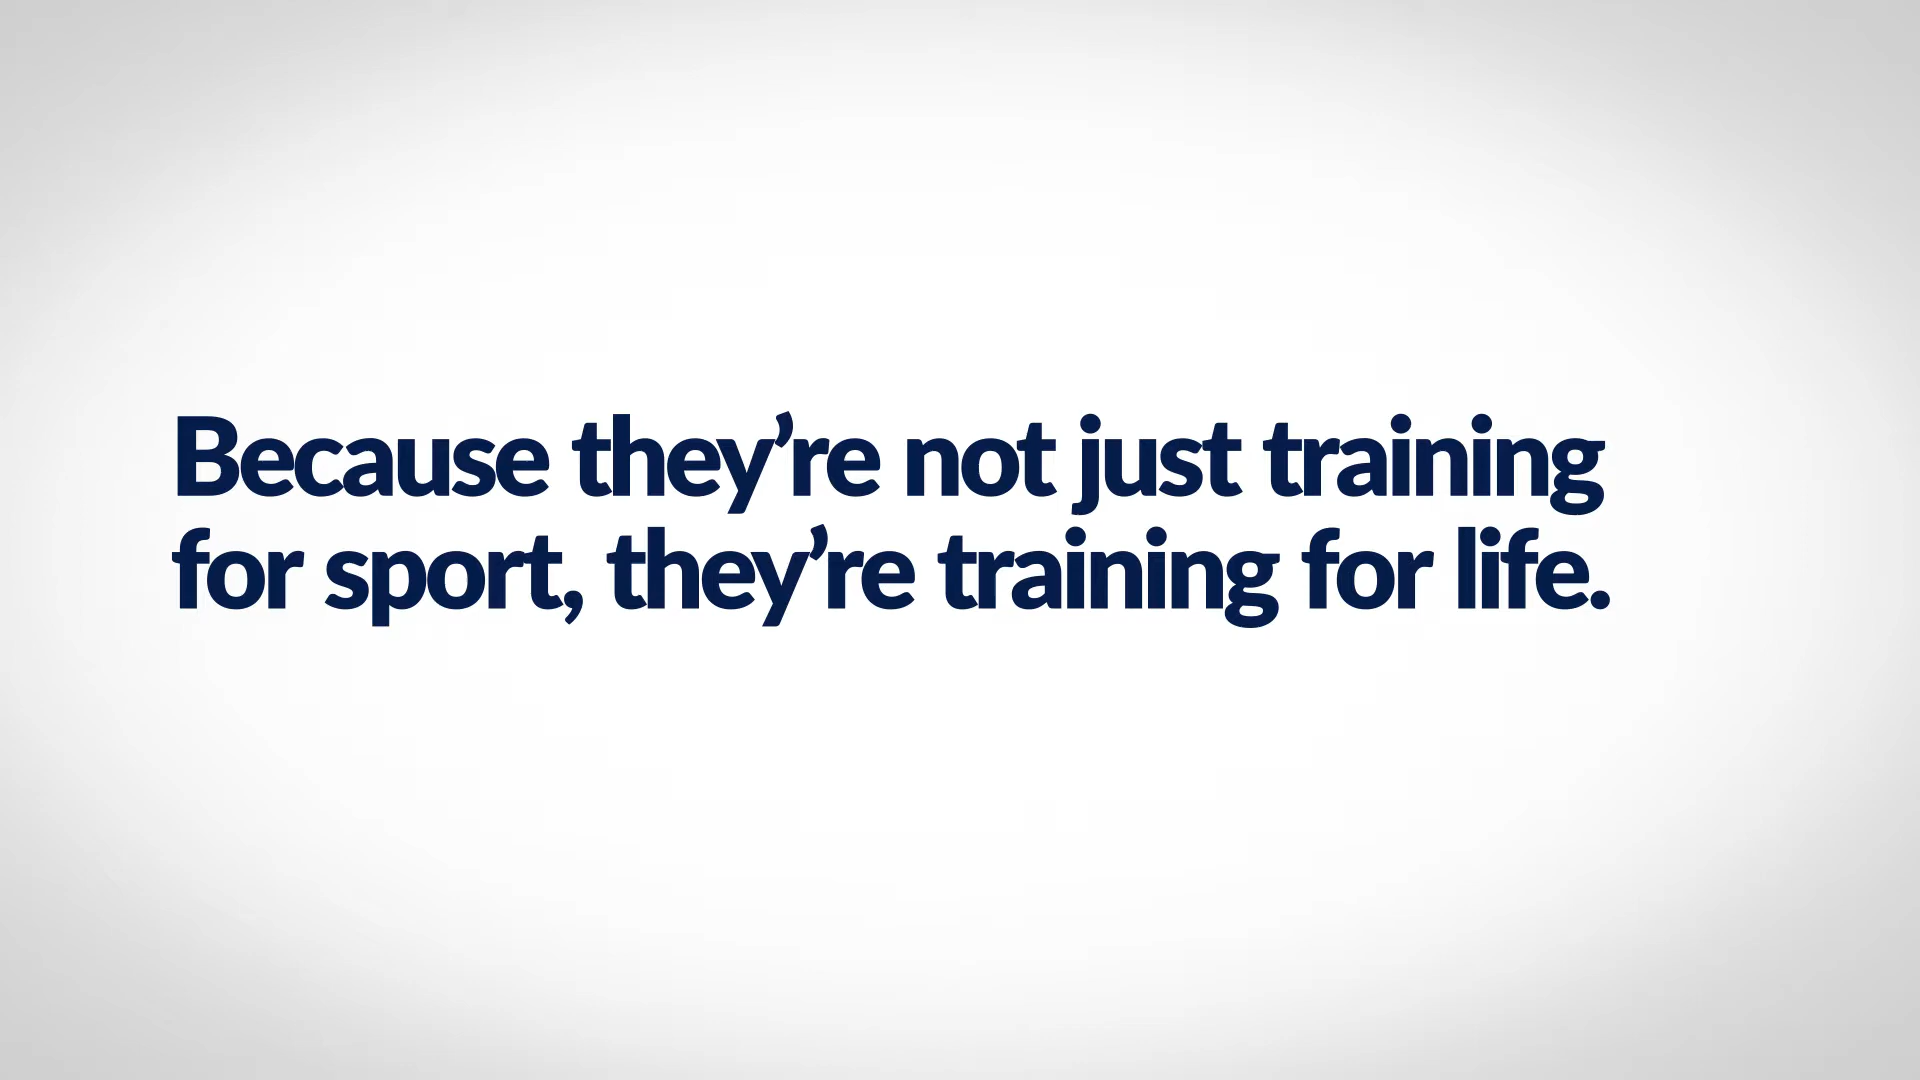 Because they’re not just training
for sport, they’re training for life.